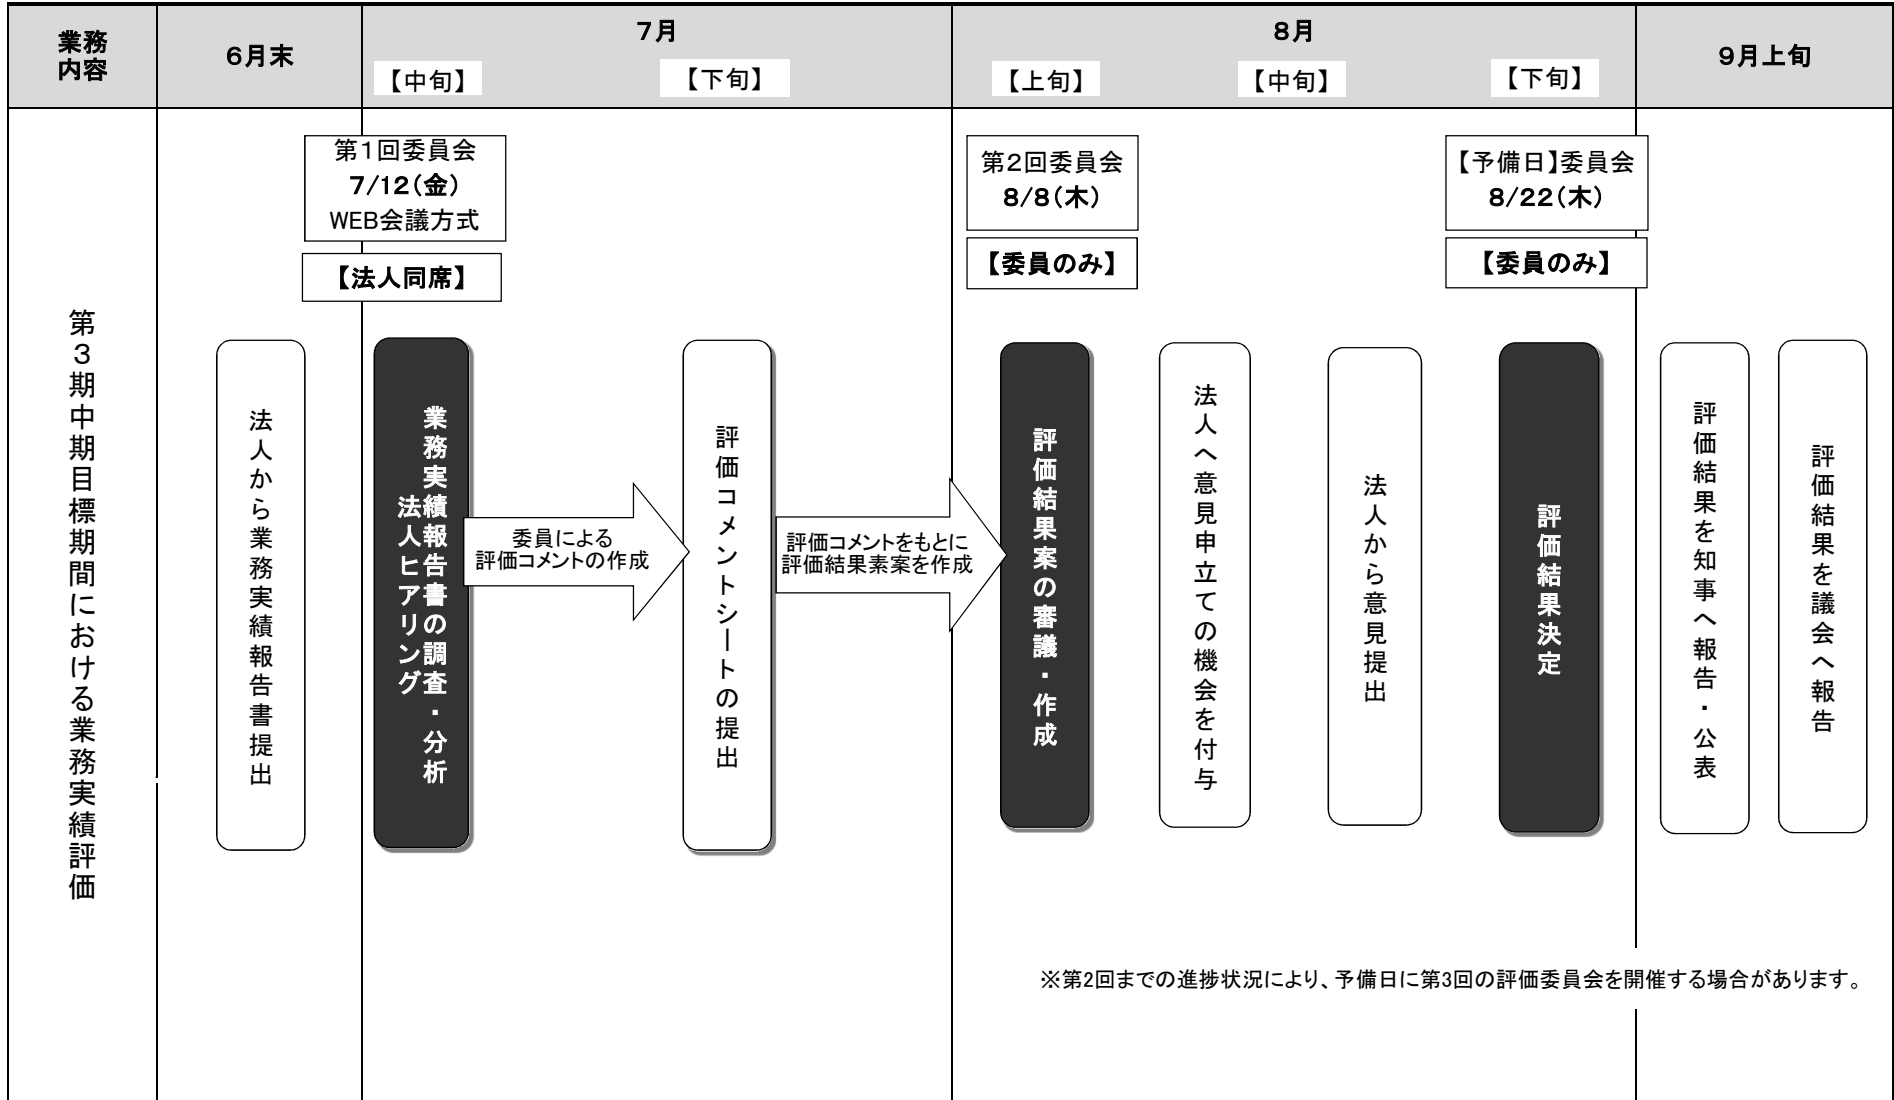 業務
内容
6月末
7月
【中旬】
【下旬】
8月
【上旬】
【中旬】
【下旬】
9月上旬
第1回委員会
7/12(金)
WEB会議方式
【法人同席】
第2回委員会
8/8(木)
【委員のみ】
【予備日】委員会
8/22(木)
【委員のみ】
第3期中期目標期間における業務実績評価
法人から業務実績報告書提出
業務実績報告書の調査・分析
法人ヒアリング
委員による
評価コメントの作成
評価コメントシートの提出
評価コメントをもとに
評価結果素案を作成
評価結果案の審議・作成
法人へ意見申立ての機会を付与
法人から意見提出
評価結果決定
評価結果を知事へ報告・公表
評価結果を議会へ報告
※第2回までの進捗状況により、予備日に第3回の評価委員会を開催する場合があります。